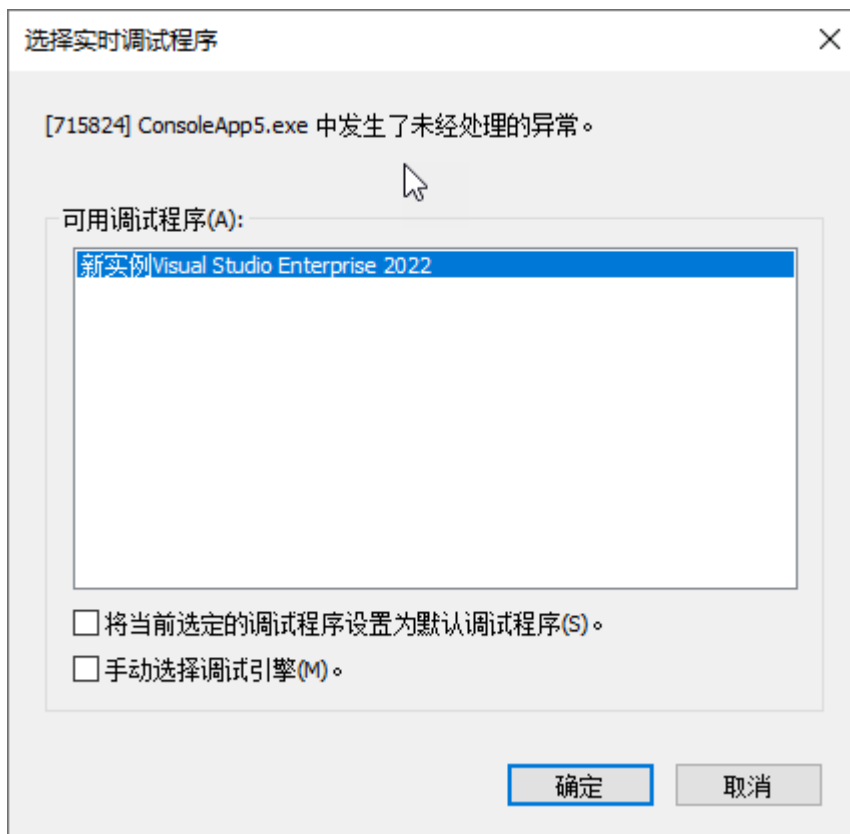 选择实时调试程序
[715824] ConsoleApp5.exe 中发生了未经处理的异常。
可用调试程序(A):
新实例Visual Studio Enterprise 2022
将当前选定的调试程序设置为默认调试程序(S)。
手动选择调试引擎(M)。
确定
取消